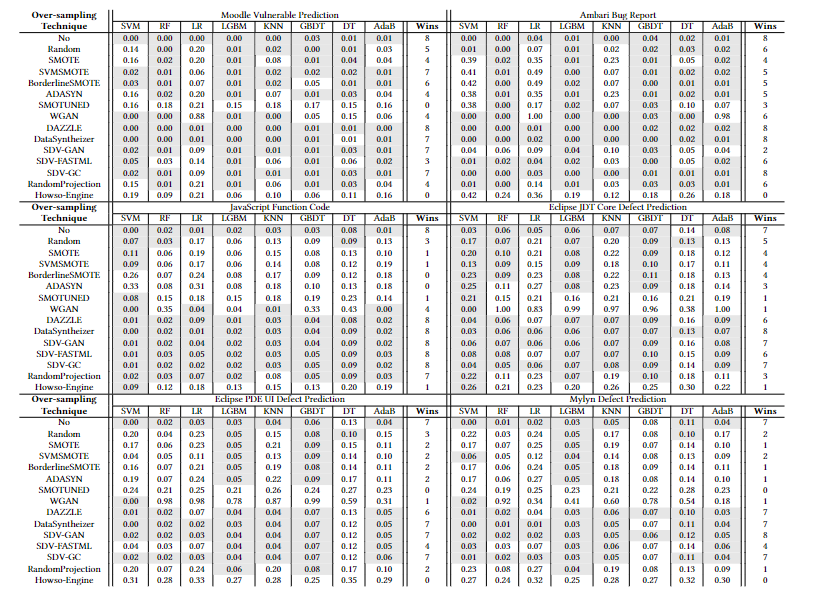 Over-sampling Moodle Vulnerable Prediction Ambari Bug Report
Technique SVM RF LR LGBM KNN GBDT DT AdaB Wins SVM RF LR LGBM KNN GBDT DT AdaB Wins
No 0.00 0.00 0.00 0.01 0.00 0.03 0.01 0.01 8 0.00 0.00 0.04 0.01 0.00 0.04 0.02 0.01 8
Random 0.14 0.00 0.20 0.01 0.02 0.00 0.01 0.03 5 0.01 0.00 0.07 0.01 0.02 0.02 0.03 0.02 6
SMOTE 0.16 0.02 0.20 0.01 0.08 0.01 0.04 0.04 4 0.39 0.02 0.35 0.01 0.23 0.01 0.05 0.02 4
SVMSMOTE 0.02 0.01 0.06 0.01 0.02 0.02 0.02 0.01 7 0.41 0.01 0.49 0.00 0.07 0.01 0.02 0.02 5
BorderlineSMOTE 0.03 0.01 0.07 0.01 0.02 0.05 0.01 0.01 6 0.42 0.00 0.49 0.02 0.07 0.00 0.01 0.01 5
ADASYN 0.16 0.02 0.20 0.01 0.07 0.01 0.03 0.04 4 0.38 0.01 0.35 0.01 0.23 0.01 0.02 0.01 5
SMOTUNED 0.16 0.18 0.21 0.15 0.18 0.17 0.15 0.16 0 0.38 0.00 0.17 0.02 0.07 0.03 0.10 0.07 3
WGAN 0.00 0.00 0.88 0.01 0.00 0.05 0.15 0.06 4 0.00 0.00 1.00 0.00 0.00 0.03 0.00 0.98 6
DAZZLE 0.00 0.00 0.01 0.00 0.01 0.01 0.01 0.00 8 0.00 0.00 0.01 0.00 0.00 0.02 0.02 0.02 8
DataSyntheizer 0.00 0.00 0.01 0.01 0.00 0.00 0.01 0.01 7 0.00 0.00 0.02 0.00 0.00 0.00 0.02 0.02 8
SDV-GAN 0.02 0.01 0.09 0.01 0.01 0.01 0.03 0.01 7 0.04 0.06 0.09 0.04 0.10 0.03 0.05 0.04 2
SDV-FASTML 0.05 0.03 0.14 0.01 0.06 0.01 0.06 0.02 3 0.01 0.02 0.04 0.02 0.03 0.00 0.05 0.02 6
SDV-GC 0.02 0.01 0.09 0.01 0.01 0.01 0.03 0.01 7 0.00 0.00 0.03 0.00 0.00 0.00 0.02 0.01 8
RandomProjection 0.15 0.01 0.21 0.01 0.06 0.01 0.03 0.04 4 0.01 0.00 0.14 0.01 0.03 0.03 0.03 0.01 6
Howso-Engine 0.19 0.09 0.21 0.06 0.10 0.06 0.11 0.16 0 0.42 0.24 0.36 0.19 0.12 0.18 0.26 0.18 0
Over-sampling JavaScript Function Code Eclipse JDT Core Defect Prediction
Technique SVM RF LR LGBM KNN GBDT DT AdaB Wins SVM RF LR LGBM KNN GBDT DT AdaB Wins
No 0.00 0.02 0.01 0.02 0.03 0.03 0.08 0.01 8 0.03 0.06 0.05 0.06 0.07 0.07 0.14 0.08 7
Random 0.07 0.03 0.17 0.06 0.13 0.09 0.09 0.13 3 0.17 0.07 0.21 0.07 0.20 0.09 0.13 0.13 5
SMOTE 0.11 0.06 0.19 0.06 0.15 0.08 0.13 0.10 1 0.20 0.10 0.21 0.08 0.22 0.09 0.18 0.12 4
SVMSMOTE 0.09 0.06 0.17 0.06 0.14 0.08 0.12 0.19 1 0.13 0.09 0.15 0.09 0.18 0.10 0.17 0.11 4
BorderlineSMOTE 0.26 0.07 0.24 0.08 0.17 0.09 0.12 0.18 0 0.23 0.09 0.23 0.08 0.22 0.11 0.18 0.13 4
ADASYN 0.33 0.08 0.31 0.08 0.18 0.10 0.13 0.18 0 0.25 0.11 0.27 0.08 0.23 0.09 0.18 0.14 3
SMOTUNED 0.08 0.15 0.18 0.15 0.18 0.19 0.23 0.14 1 0.21 0.15 0.21 0.16 0.21 0.16 0.21 0.19 1
WGAN 0.00 0.35 0.04 0.04 0.01 0.33 0.43 0.00 4 0.00 1.00 0.83 0.99 0.97 0.96 0.38 1.00 1
DAZZLE 0.01 0.02 0.09 0.01 0.03 0.04 0.08 0.02 8 0.04 0.06 0.07 0.07 0.07 0.09 0.16 0.09 6
DataSyntheizer 0.00 0.02 0.01 0.02 0.03 0.04 0.09 0.02 8 0.03 0.06 0.06 0.06 0.07 0.07 0.13 0.07 8
SDV-GAN 0.01 0.02 0.04 0.02 0.03 0.04 0.09 0.02 8 0.06 0.07 0.06 0.07 0.07 0.09 0.16 0.08 7
SDV-FASTML 0.01 0.03 0.05 0.02 0.03 0.05 0.09 0.03 8 0.08 0.08 0.07 0.07 0.07 0.10 0.15 0.09 6
SDV-GC 0.01 0.02 0.02 0.02 0.03 0.05 0.09 0.02 8 0.04 0.05 0.06 0.07 0.08 0.09 0.14 0.09 7
RandomProjection 0.02 0.03 0.07 0.02 0.08 0.05 0.09 0.03 7 0.22 0.11 0.23 0.07 0.19 0.10 0.18 0.11 3
Howso-Engine 0.09 0.12 0.18 0.13 0.15 0.13 0.20 0.19 1 0.26 0.21 0.23 0.20 0.26 0.25 0.30 0.22 1
Over-sampling Eclipse PDE UI Defect Prediction Mylyn Defect Prediction
Technique SVM RF LR LGBM KNN GBDT DT AdaB Wins SVM RF LR LGBM KNN GBDT DT AdaB Wins
No 0.00 0.02 0.03 0.03 0.04 0.06 0.13 0.04 7 0.00 0.01 0.02 0.03 0.05 0.08 0.11 0.04 7
Random 0.20 0.04 0.23 0.05 0.15 0.08 0.10 0.15 3 0.22 0.03 0.24 0.05 0.17 0.08 0.10 0.17 2
SMOTE 0.17 0.06 0.23 0.05 0.21 0.09 0.15 0.11 2 0.17 0.07 0.25 0.05 0.19 0.07 0.14 0.10 1
SVMSMOTE 0.04 0.05 0.11 0.05 0.13 0.09 0.14 0.10 2 0.06 0.05 0.12 0.04 0.14 0.08 0.13 0.09 2
BorderlineSMOTE 0.16 0.07 0.21 0.05 0.19 0.08 0.14 0.11 2 0.17 0.06 0.24 0.05 0.18 0.09 0.14 0.11 1
ADASYN 0.19 0.07 0.24 0.05 0.22 0.09 0.17 0.11 2 0.17 0.06 0.27 0.05 0.18 0.08 0.14 0.10 1
SMOTUNED 0.24 0.21 0.25 0.21 0.26 0.24 0.27 0.23 0 0.24 0.19 0.25 0.23 0.21 0.22 0.28 0.23 0
WGAN 0.00 0.98 0.98 0.78 0.87 0.99 0.59 0.31 1 0.02 0.92 0.34 0.41 0.60 0.78 0.54 0.18 1
DAZZLE 0.01 0.02 0.07 0.04 0.04 0.07 0.13 0.05 6 0.01 0.02 0.04 0.03 0.06 0.07 0.10 0.03 7
DataSyntheizer 0.00 0.02 0.02 0.03 0.04 0.07 0.12 0.05 7 0.00 0.01 0.01 0.03 0.05 0.07 0.11 0.04 7
SDV-GAN 0.02 0.02 0.03 0.04 0.04 0.07 0.12 0.06 7 0.02 0.02 0.02 0.03 0.06 0.06 0.12 0.05 8
SDV-FASTML 0.04 0.03 0.07 0.04 0.04 0.07 0.12 0.05 4 0.03 0.03 0.07 0.03 0.06 0.07 0.14 0.06 4
SDV-GC 0.02 0.02 0.03 0.04 0.04 0.07 0.12 0.06 7 0.01 0.02 0.03 0.03 0.05 0.07 0.11 0.04 7
RandomProjection 0.20 0.07 0.24 0.06 0.20 0.08 0.17 0.10 2 0.23 0.08 0.27 0.04 0.19 0.08 0.13 0.09 1
Howso-Engine 0.31 0.28 0.33 0.27 0.28 0.25 0.35 0.29 0 0.27 0.24 0.32 0.25 0.28 0.27 0.32 0.30 0